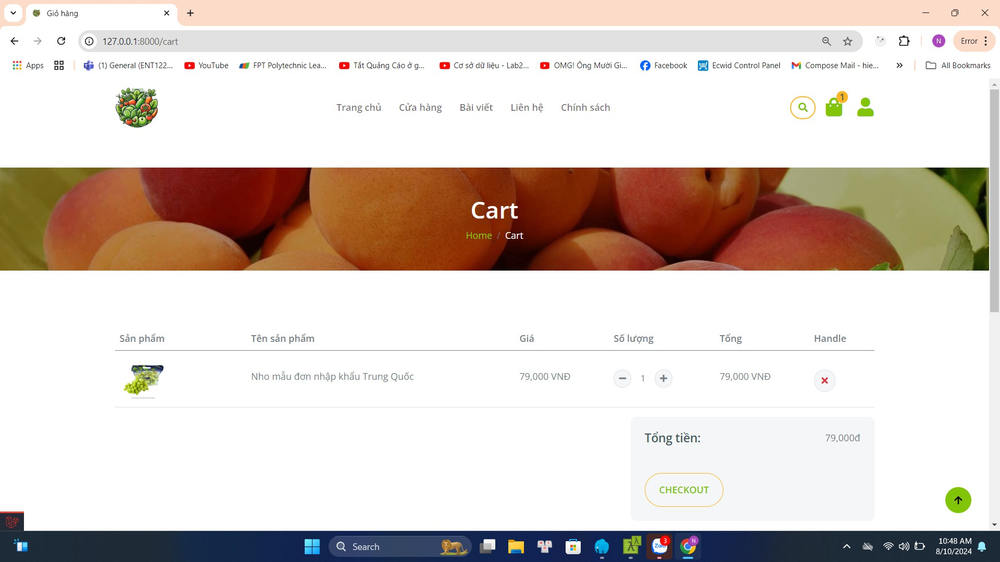 Giỏ hàng
127.0.0.1:8000/cart
N
Error
Apps
(1) General (ENT122...
YouTube
FPT Polytechnic Lea...
Tắt Quảng Cáo ở g...
Cơ sở dữ liệu - Lab2...
OMG! Ông Mười Gi...
Facebook
Ecwid Control Panel
Compose Mail - hie...
All Bookmarks
Trang chủ
Cửa hàng
Bài viết
Liên hệ
Chính sách
1
Cart
Home / Cart
Sản phẩm
Tên sản phẩm
Giá
Số lượng
Tổng
Handle
Nho mẫu đơn nhập khẩu Trung Quốc
79,000 VNĐ
1
79,000 VNĐ
Tổng tiền:
79,000đ
CHECKOUT
Search
Zalo
3
N
10:48 AM
8/10/2024